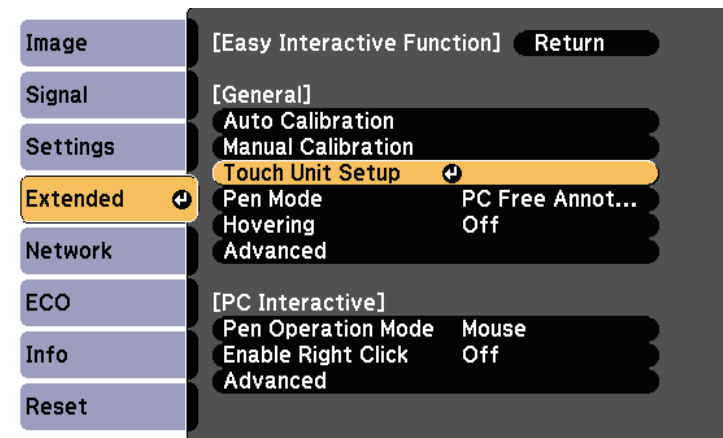 Image
Signal
Settings
Extended
Network
ECO
Info
Reset
[Easy Interactive Function] Return
[General]
Auto Calibration
Manual Calibration
Touch Unit Setup
Pen Mode PC Free Annot...
Hovering Off
Advanced
[PC Interactive]
Pen Operation Mode Mouse
Enable Right Click Off
Advanced